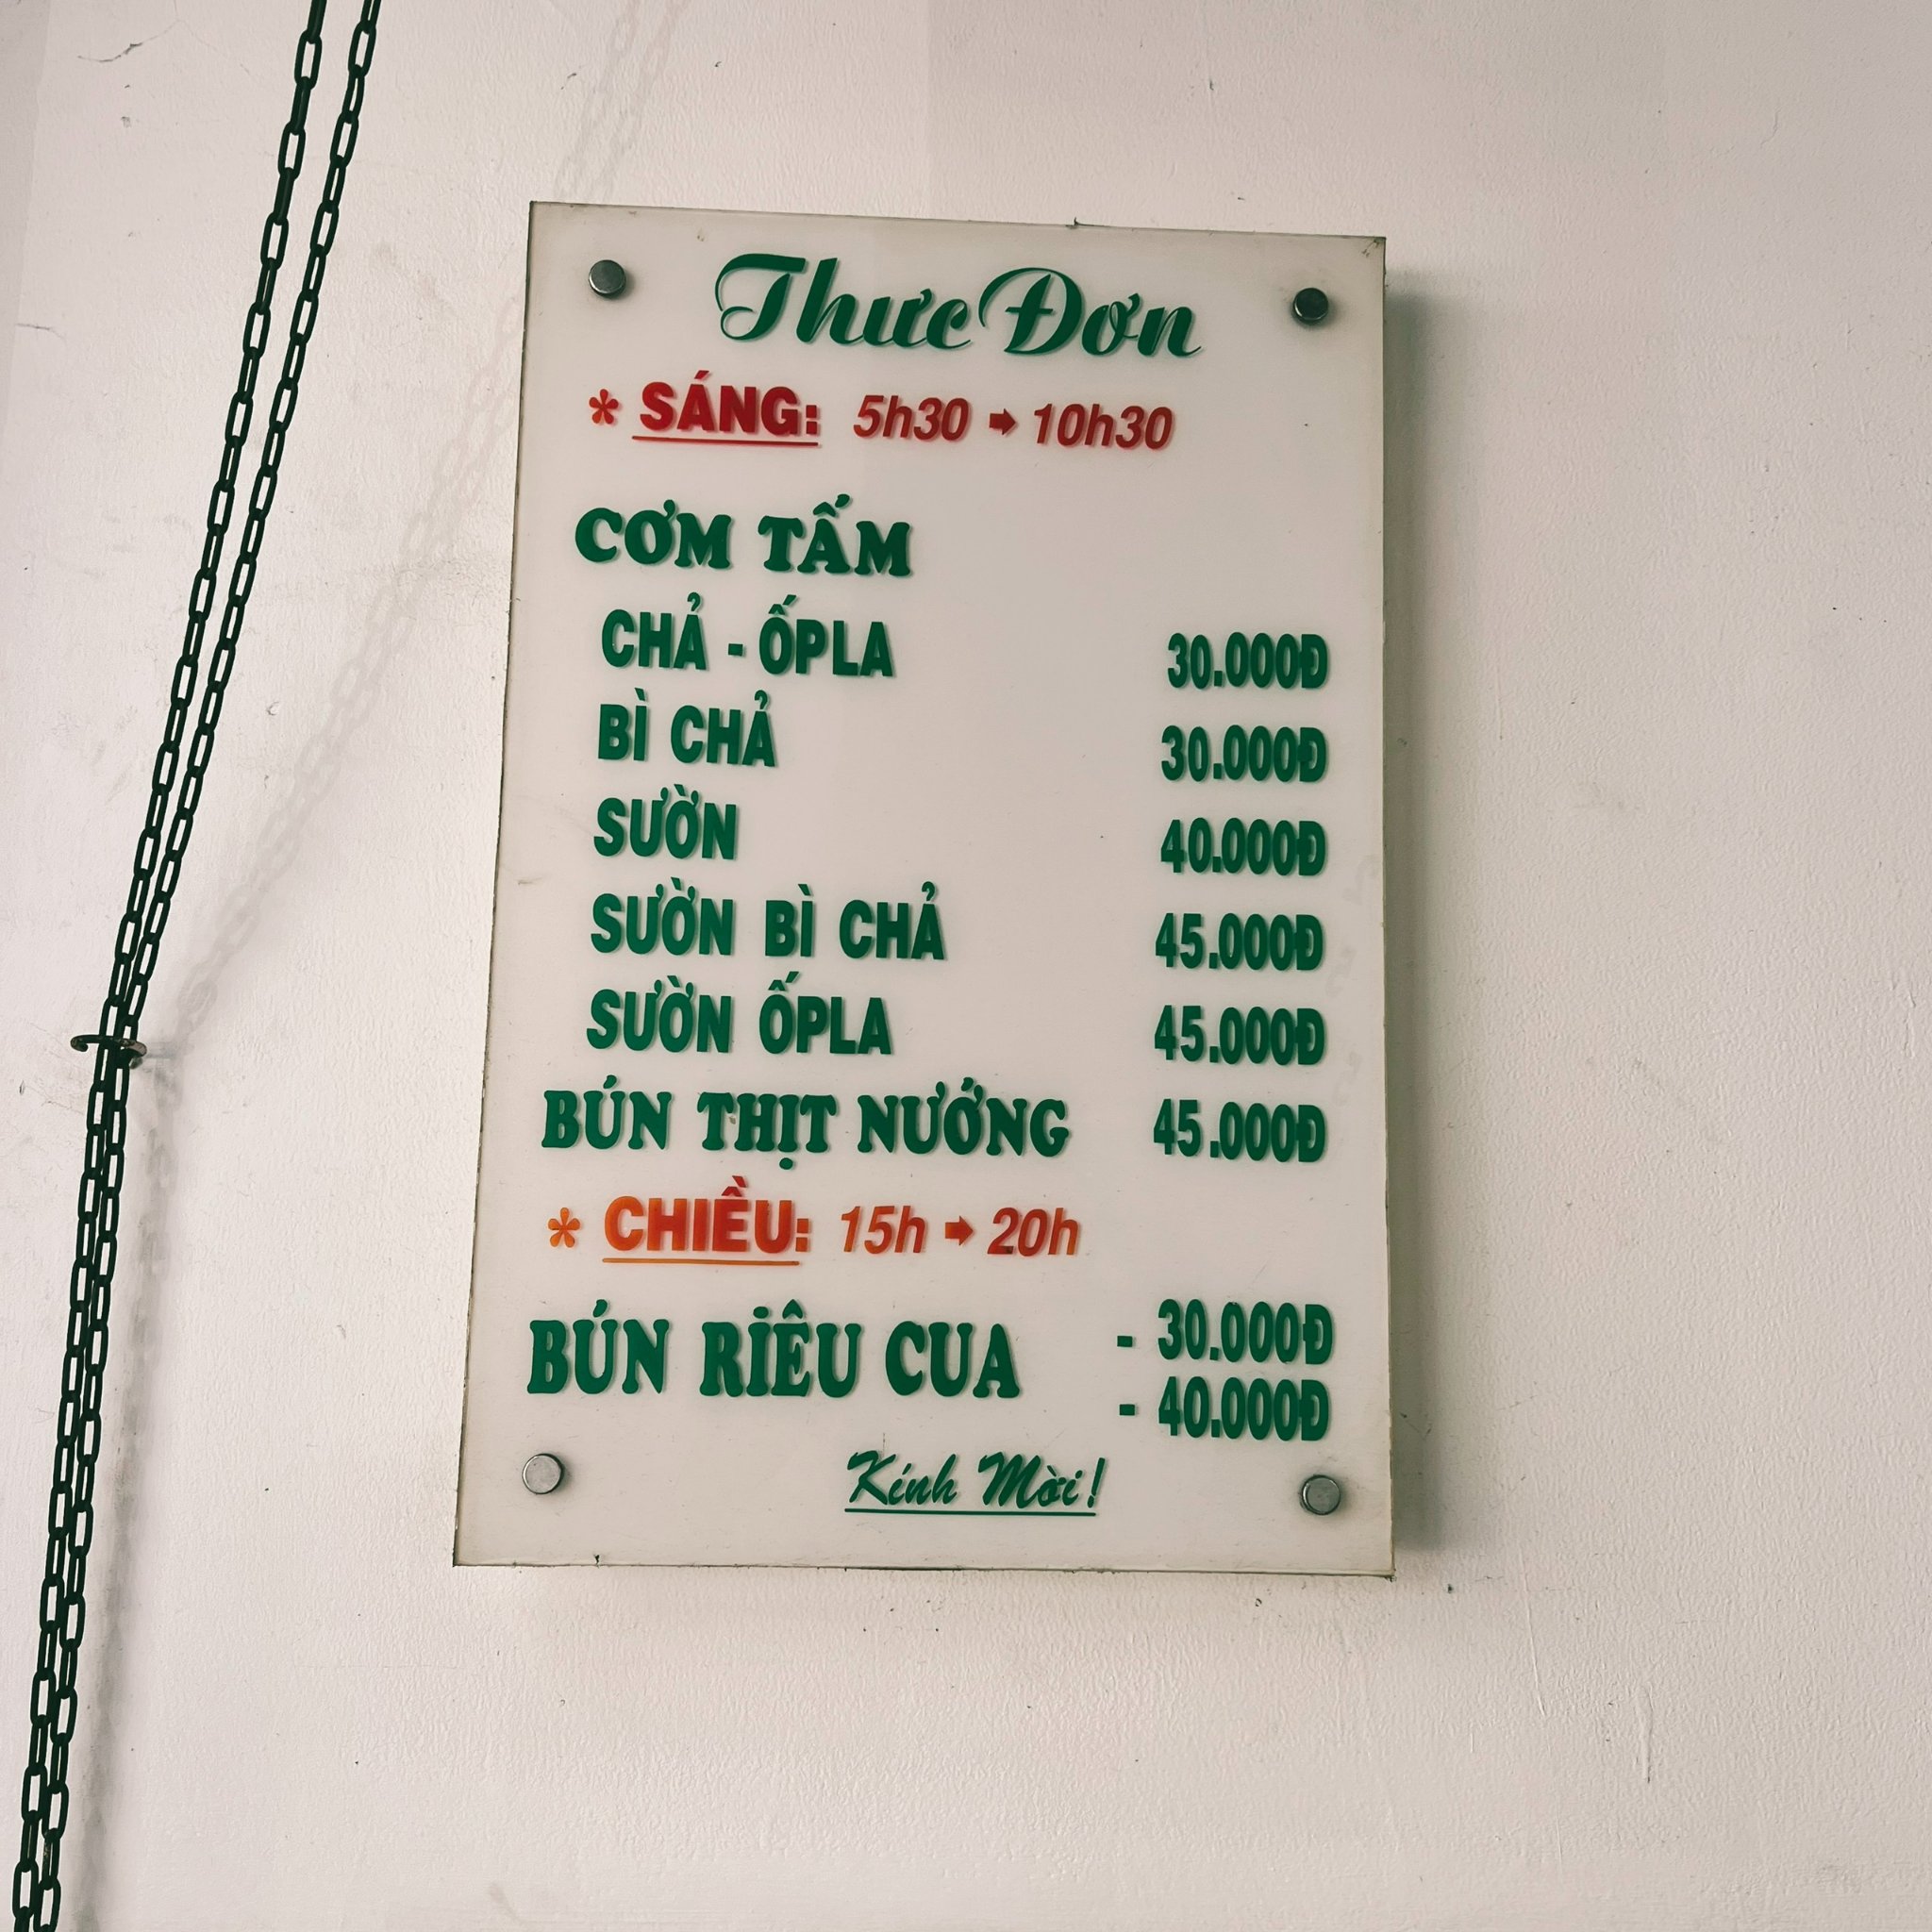 Thực Đơn
* SÁNG: 5h30 ➧ 10h30
CƠM TẤM
CHẢ - ỐPLA 30.000Đ
BÌ CHẢ 30.000Đ
SƯỜN 40.000Đ
SƯỜN BÌ CHẢ 45.000Đ
SƯỜN ỐPLA 45.000Đ
BÚN THỊT NƯỚNG 45.000Đ
* CHIỀU: 15h ➧ 20h
BÚN RIÊU CUA - 30.000Đ
- 40.000Đ
Kính Mời!